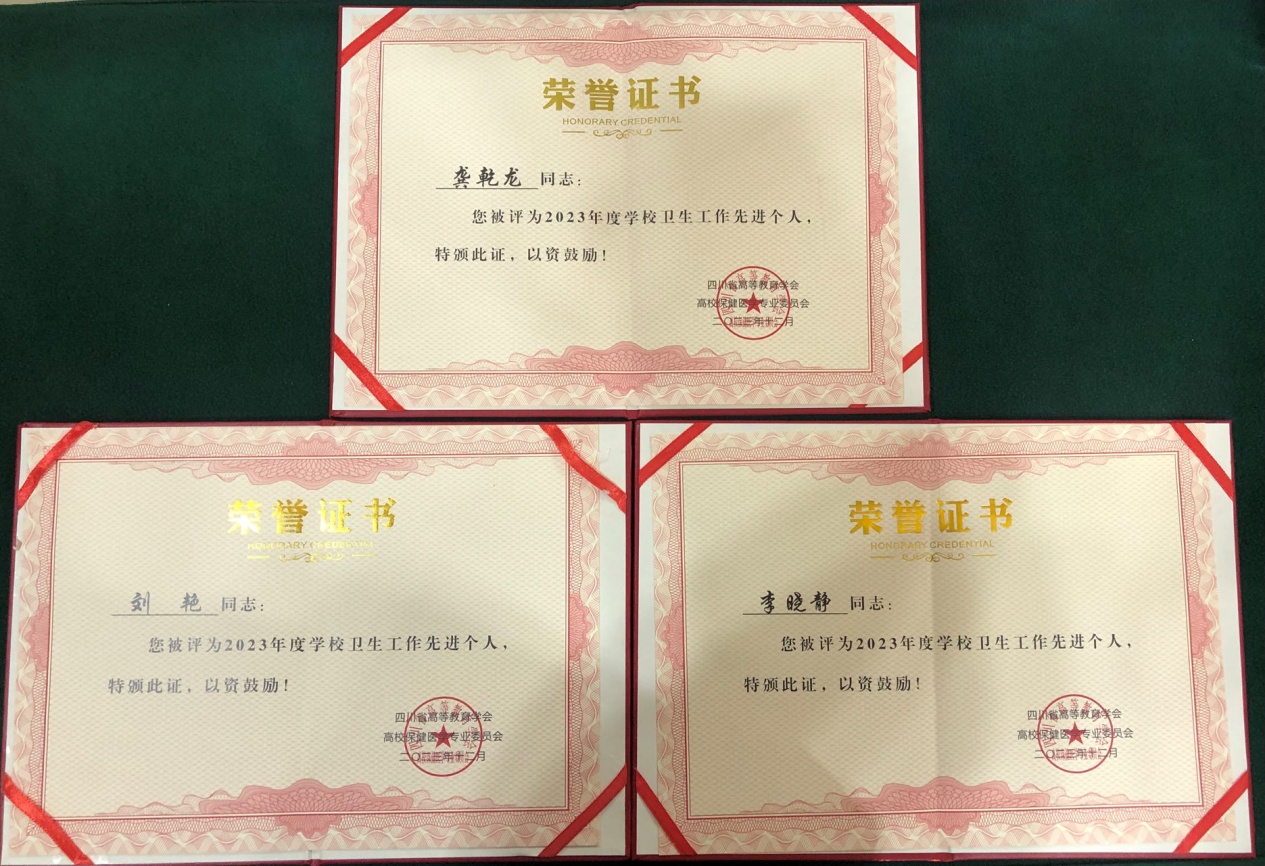 荣誉证书
HONORARY CREDENTIAL
龚乾龙 同志：
您被评为2023年度学校卫生工作先进个人，
特颁此证，以资鼓励！
四川省高等教育学会
高校保健医学专业委员会
二〇二三年十二月
荣誉证书
HONORARY CREDENTIAL
刘 艳 同志：
您被评为2023年度学校卫生工作先进个人，
特颁此证，以资鼓励！
四川省高等教育学会
高校保健医学专业委员会
二〇二三年十二月
荣誉证书
HONORARY CREDENTIAL
李晓静 同志：
您被评为2023年度学校卫生工作先进个人，
特颁此证，以资鼓励！
四川省高等教育学会
高校保健医学专业委员会
二〇二三年十二月